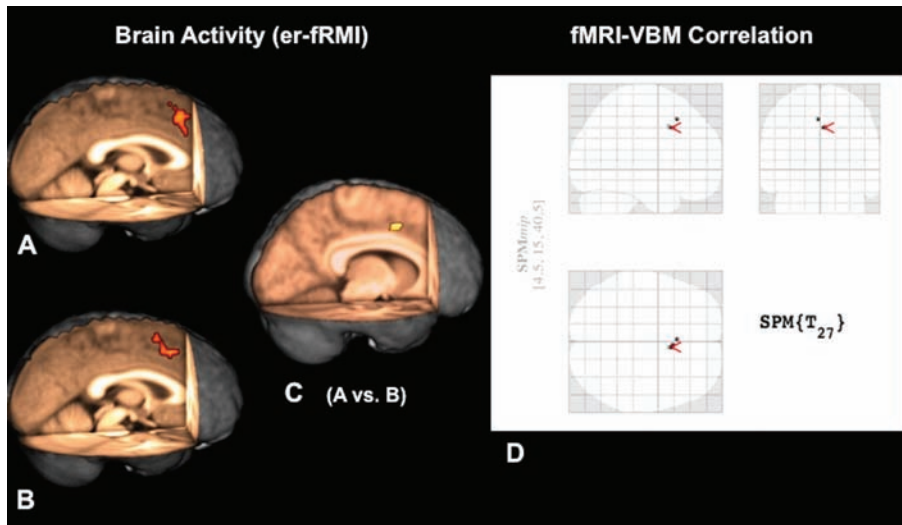 Brain Activity (er-fRMI)
A
B
C (A vs. B)
fMRI-VBM Correlation
SPMmip
[4.5, 15, 40.5]
<
<
<
SPM{T27}
D